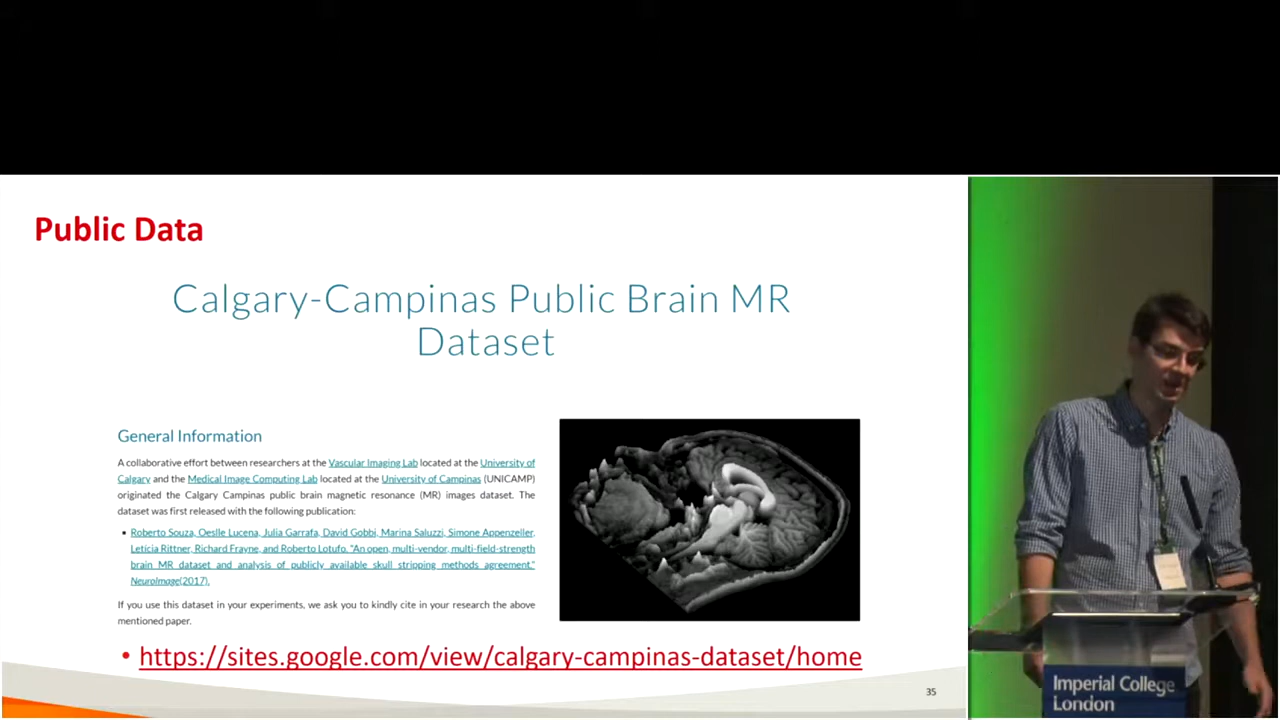 Public Data
Calgary-Campinas Public Brain MR
Dataset
General Information
A collaborative effort between researchers at the Vascular Imaging Lab located at the University of
Calgary and the Medical Image Computing Lab located at the University of Campinas (UNICAMP)
originated the Calgary Campinas public brain magnetic resonance (MR) images dataset. The
dataset was first released with the following publication:
▪ Roberto Souza, Oeslle Lucena, Julia Garrafa, David Gobbi, Marina Saluzzi, Simone Appenzeller,
Leticia Rittner, Richard Frayne, and Roberto Lotufo. "An open, multi-vendor, multi-field-strength
brain MR dataset and analysis of publicly available skull stripping methods agreement."
NeuroImage(2017).
If you use this dataset in your experiments, we ask you to kindly cite in your research the above
mentioned paper.
• https://sites.google.com/view/calgary-campinas-dataset/home
35
Imperial College
London